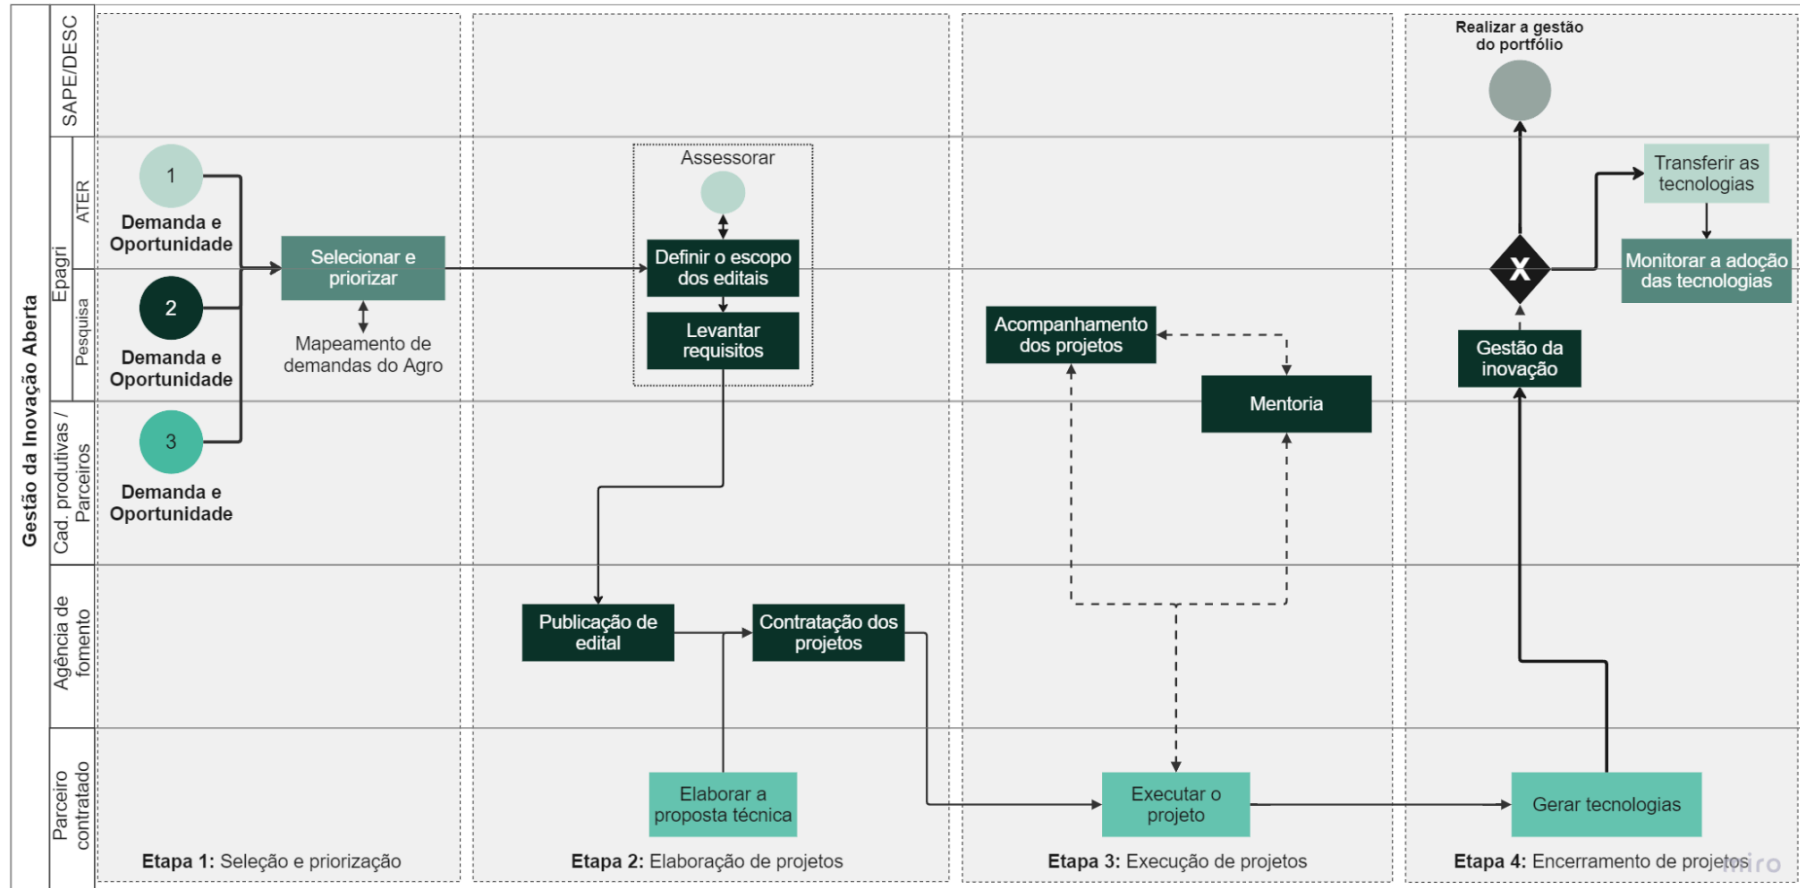 Gestão da Inovação Aberta
SAPE/DESC
Epagri
ATER
Pesquisa
Cad. produtivas /
Parceiros
Agência de
fomento
Parceiro
contratado
1
Demanda e
Oportunidade
2
Demanda e
Oportunidade
3
Demanda e
Oportunidade
Selecionar e
priorizar
Mapeamento de
demandas do Agro
Etapa 1: Seleção e priorização
Assessorar
Definir o escopo
dos editais
Levantar
requisitos
Publicação de
edital
Contratação dos
projetos
Elaborar a
proposta técnica
Etapa 2: Elaboração de projetos
Acompanhamento
dos projetos
Mentoria
Executar o
projeto
Etapa 3: Execução de projetos
Realizar a gestão
do portfólio
Transferir as
tecnologias
X
Monitorar a adoção
das tecnologias
Gestão da
inovação
Gerar tecnologias
Etapa 4: Encerramento de projetos
miro